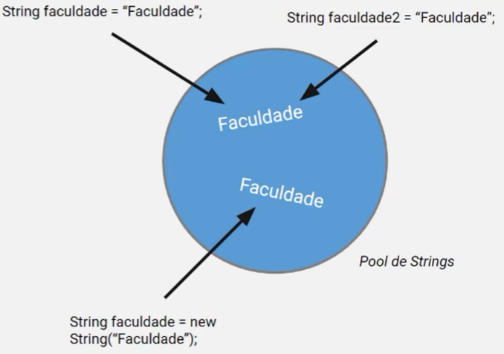 String faculdade = “Faculdade”;
String faculdade2 = “Faculdade”;
Faculdade
Faculdade
Pool de Strings
String faculdade = new
String(“Faculdade”);